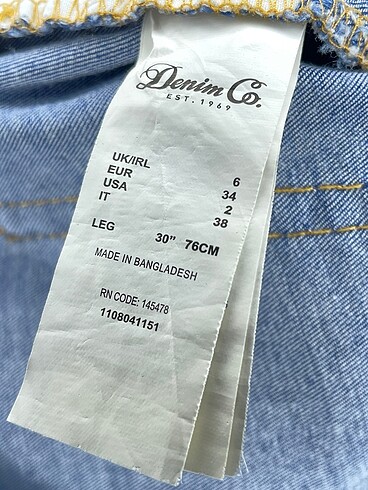 Denim Co.
EST. 1969
UK/IRL 6
EUR 34
USA 2
IT 38
LEG 30" 76CM
MADE IN BANGLADESH
RN CODE: 145478
1108041151